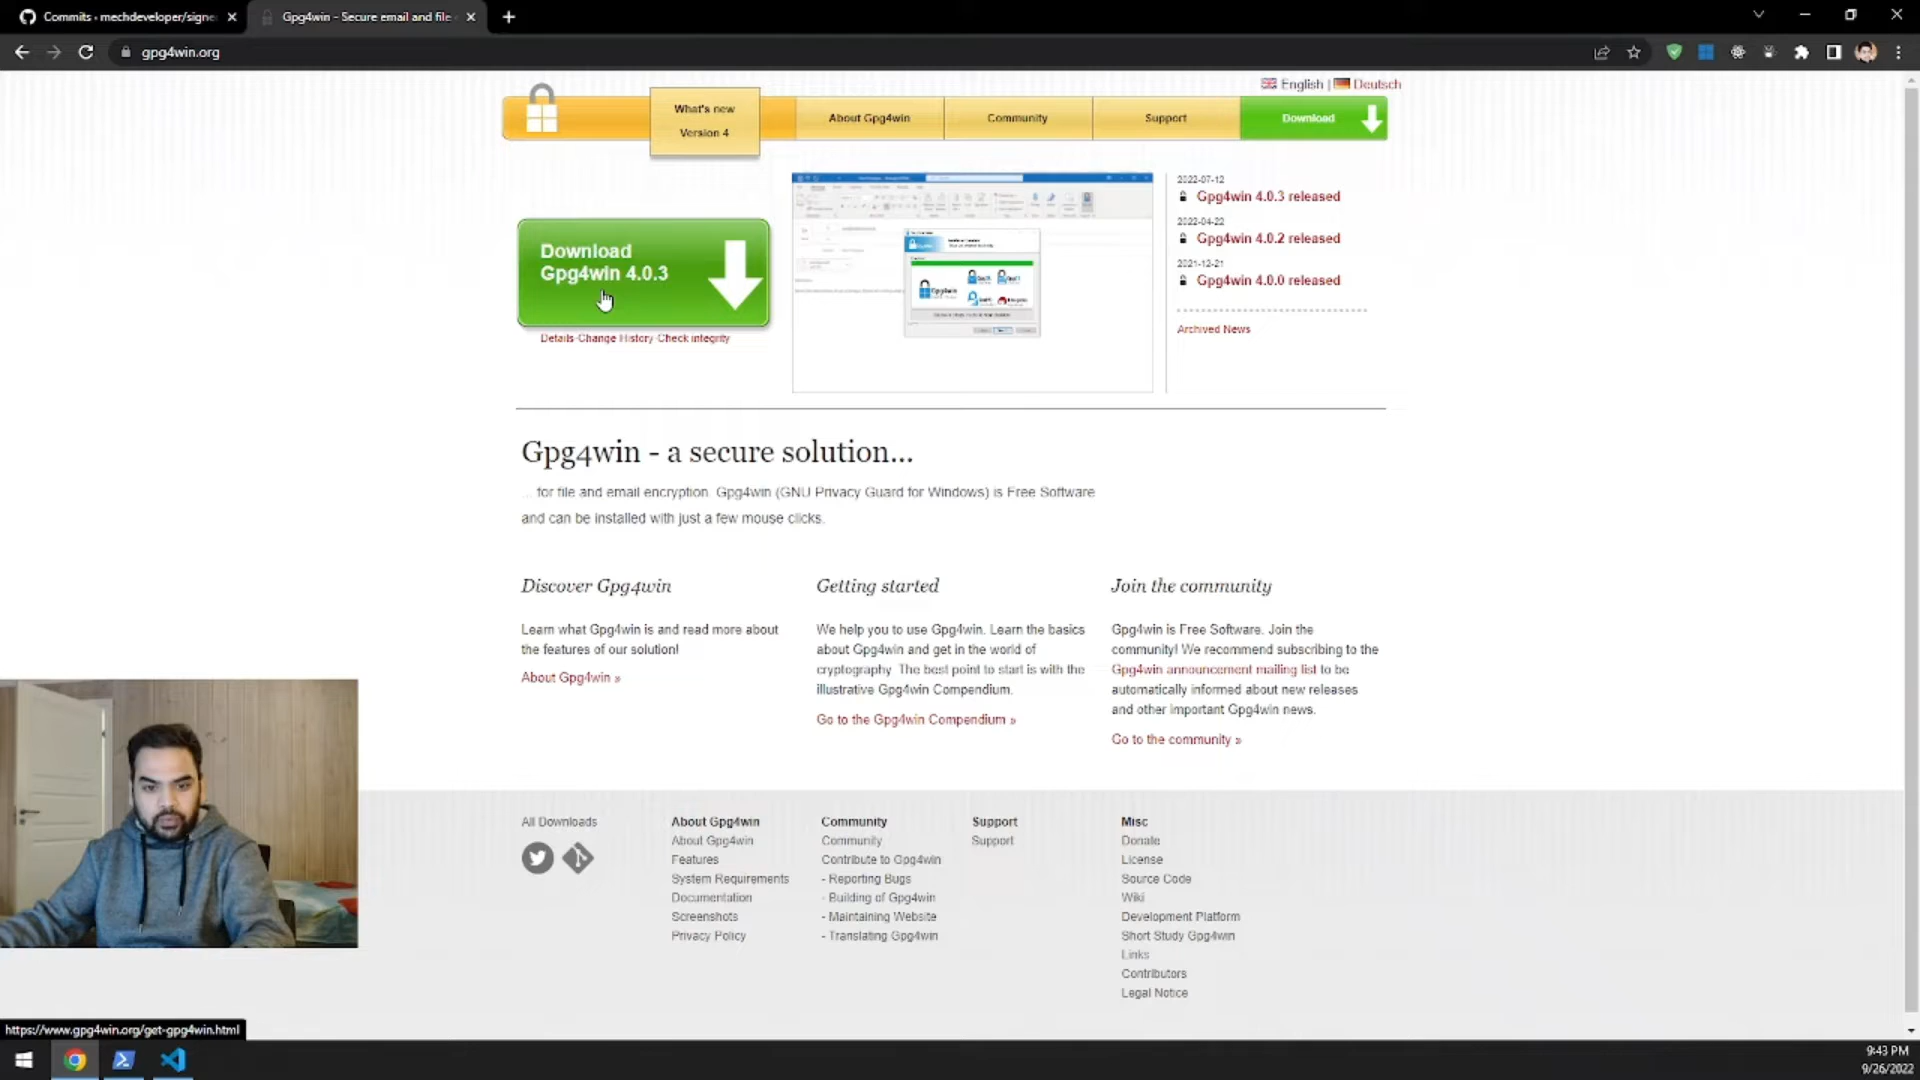 Commits · mechdeveloper/signe
Gpg4win - Secure email and file
gpg4win.org
English | Deutsch
What's new
Version 4
About Gpg4win
Community
Support
Download
Download
Gpg4win 4.0.3
Details Change History Check integrity
2022-07-12
Gpg4win 4.0.3 released
2022-04-22
Gpg4win 4.0.2 released
2021-12-21
Gpg4win 4.0.0 released
Archived News
Gpg4win - a secure solution...
... for file and email encryption. Gpg4win (GNU Privacy Guard for Windows) is Free Software
and can be installed with just a few mouse clicks.
Discover Gpg4win
Learn what Gpg4win is and read more about
the features of our solution!
About Gpg4win »
Getting started
We help you to use Gpg4win. Learn the basics
about Gpg4win and get in the world of
cryptography. The best point to start is with the
illustrative Gpg4win Compendium.
Go to the Gpg4win Compendium »
Join the community
Gpg4win is Free Software. Join the
community! We recommend subscribing to the
Gpg4win announcement mailing list to be
automatically informed about new releases
and other important Gpg4win news.
Go to the community »
All Downloads
About Gpg4win
About Gpg4win
Features
System Requirements
Documentation
Screenshots
Privacy Policy
Community
Community
Contribute to Gpg4win
- Reporting Bugs
- Building of Gpg4win
- Maintaining Website
- Translating Gpg4win
Support
Support
Misc
Donate
License
Source Code
Wiki
Development Platform
Short Study Gpg4win
Links
Contributors
Legal Notice
https://www.gpg4win.org/get-gpg4win.html
9:43 PM
9/26/2022